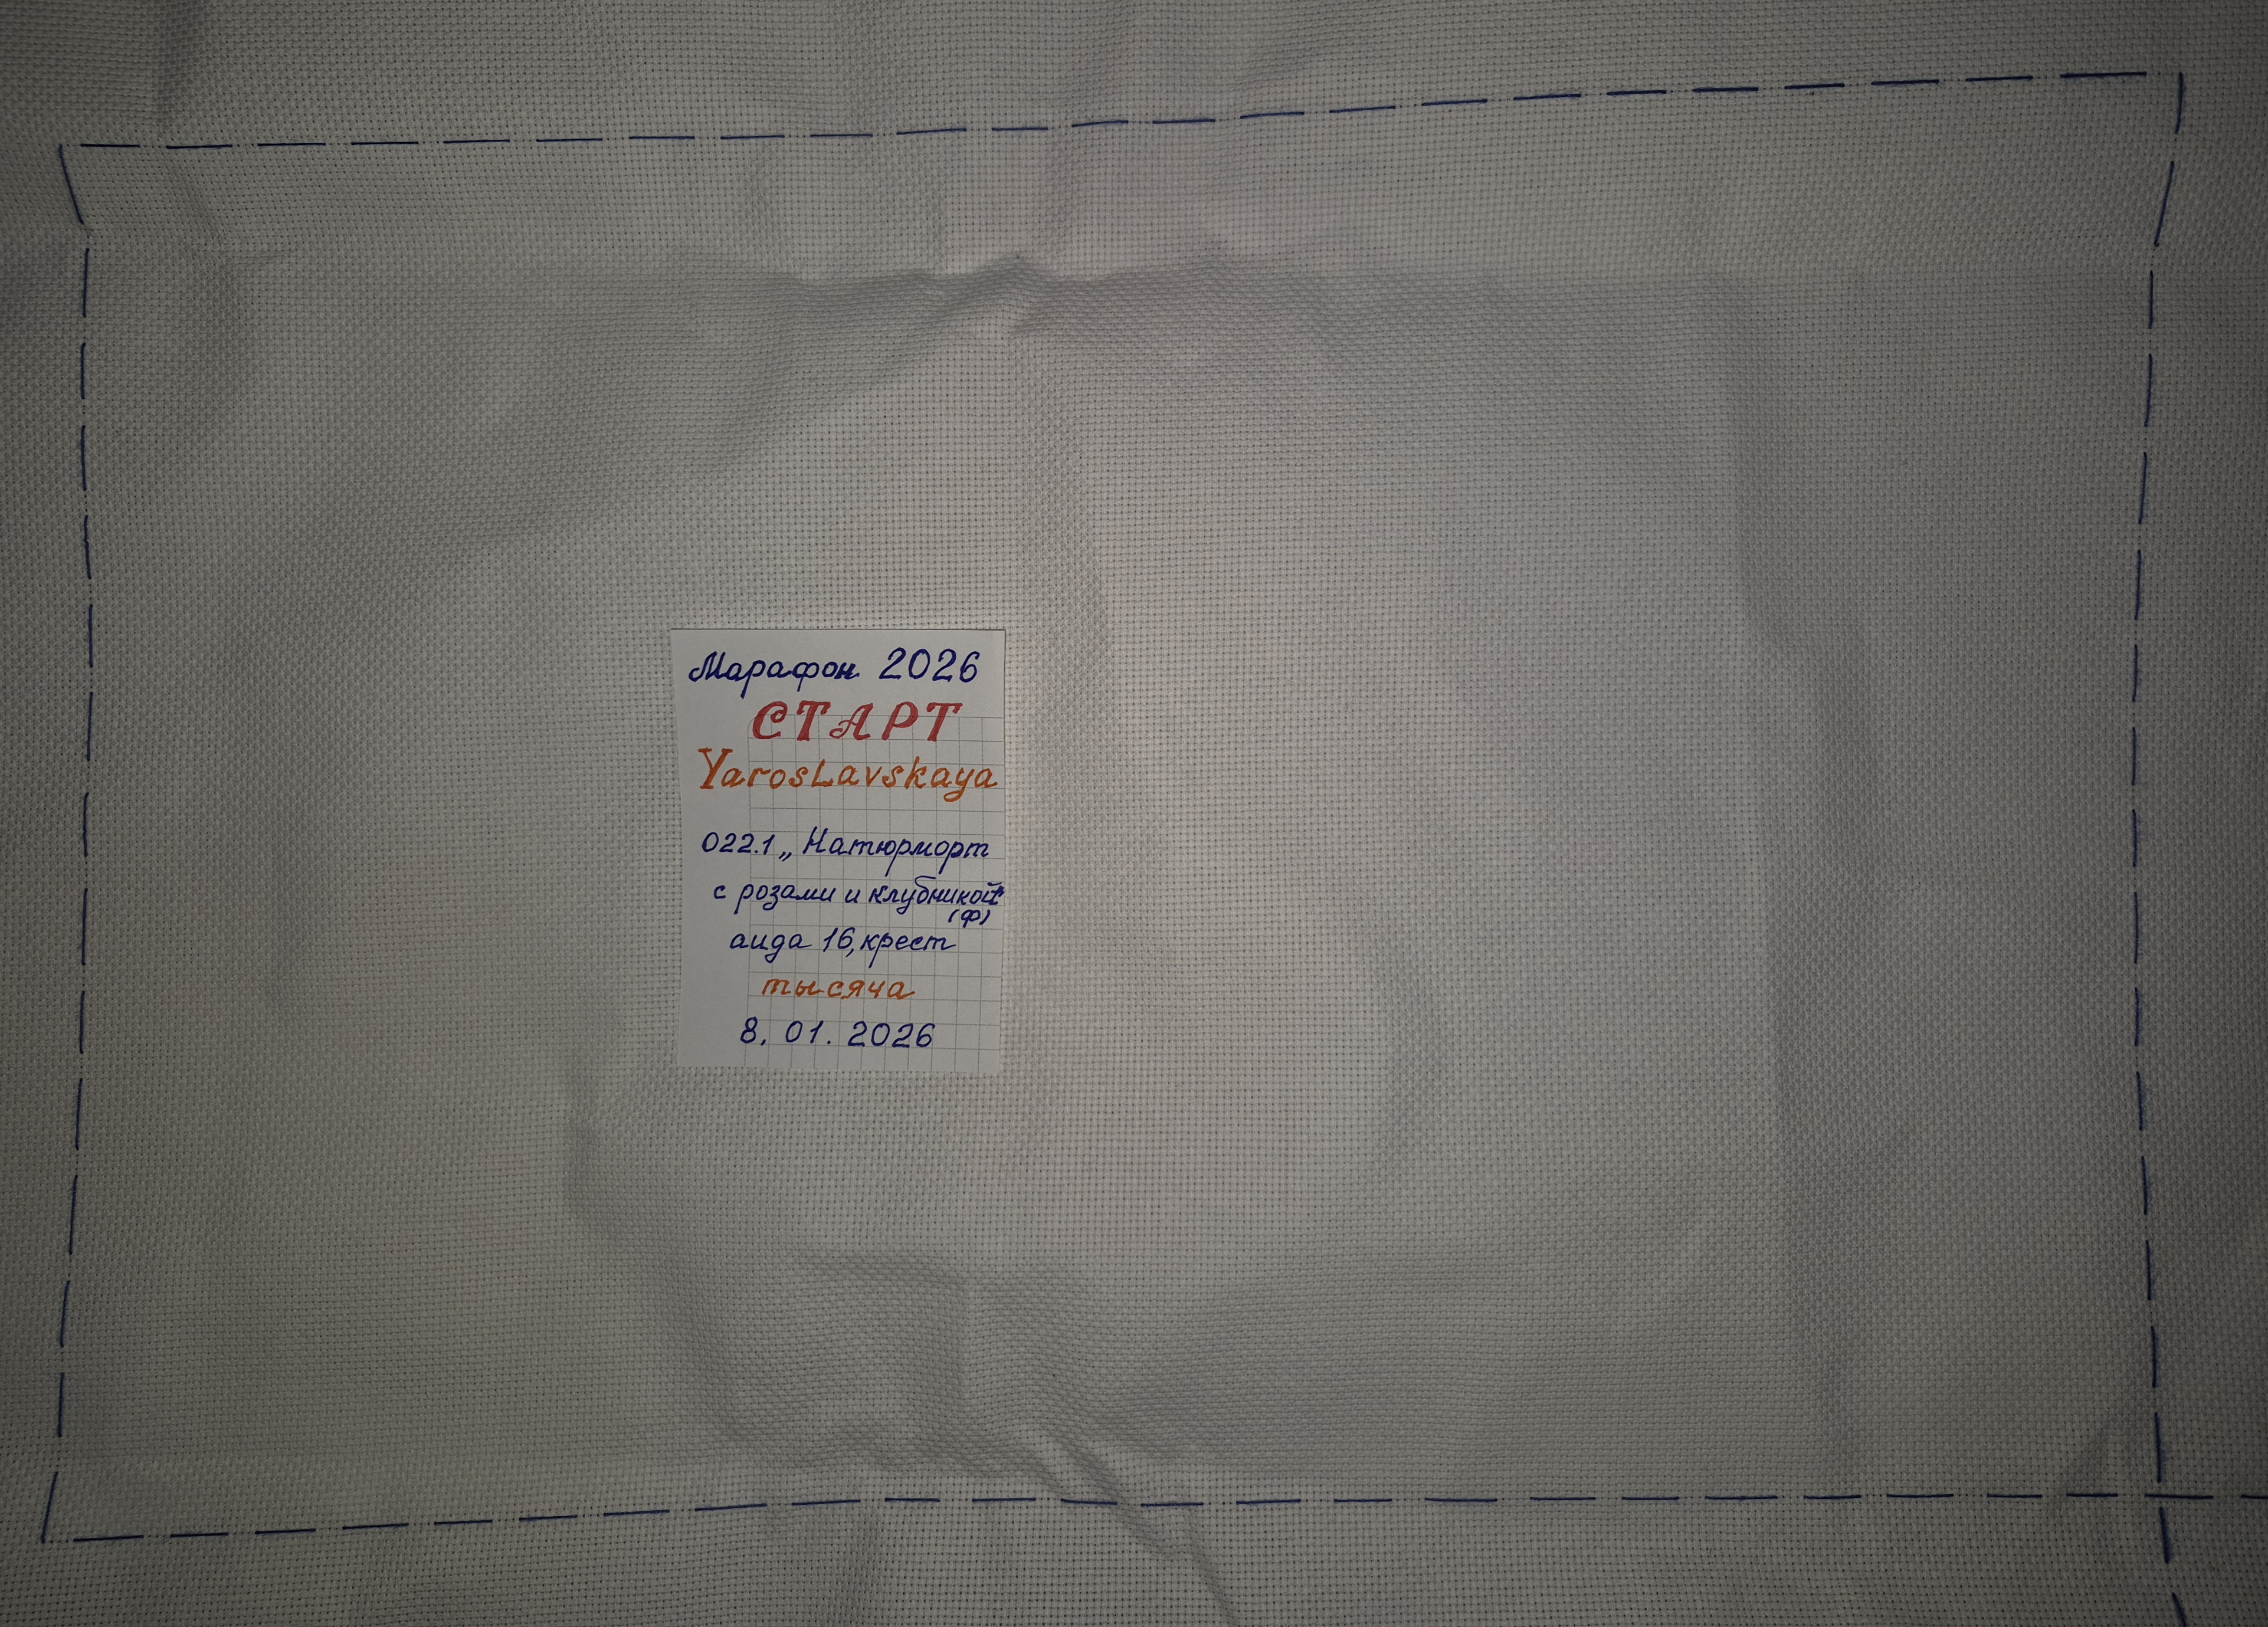 Марафон 2026
СТАРТ
Yaroslavskaya
022.1 „Натюрморт
с розами и клубникой"
(Ф)
аида 16, крест
тысяча
8. 01. 2026